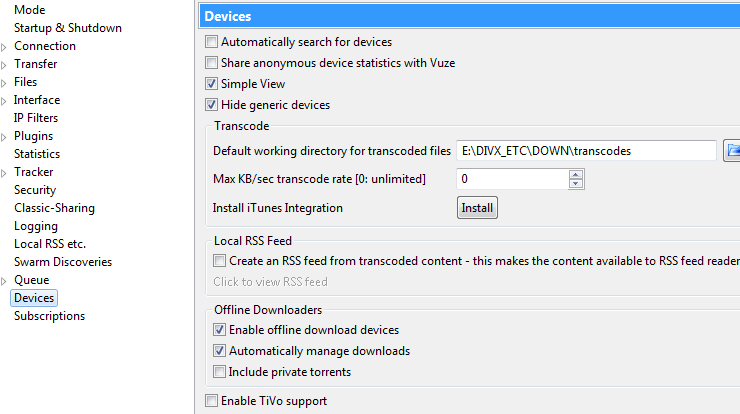 Mode
Startup & Shutdown
Connection
Transfer
Files
Interface
IP Filters
Plugins
Statistics
Tracker
Security
Classic-Sharing
Logging
Local RSS etc.
Swarm Discoveries
Queue
Devices
Subscriptions
Devices
Automatically search for devices
Share anonymous device statistics with Vuze
Simple View
Hide generic devices
Transcode
Default working directory for transcoded files E:\DIVX_ETC\DOWN\transcodes
Max KB/sec transcode rate [0: unlimited] 0
Install iTunes Integration Install
Local RSS Feed
Create an RSS feed from transcoded content - this makes the content available to RSS feed reader
Click to view RSS feed
Offline Downloaders
Enable offline download devices
Automatically manage downloads
Include private torrents
Enable TiVo support